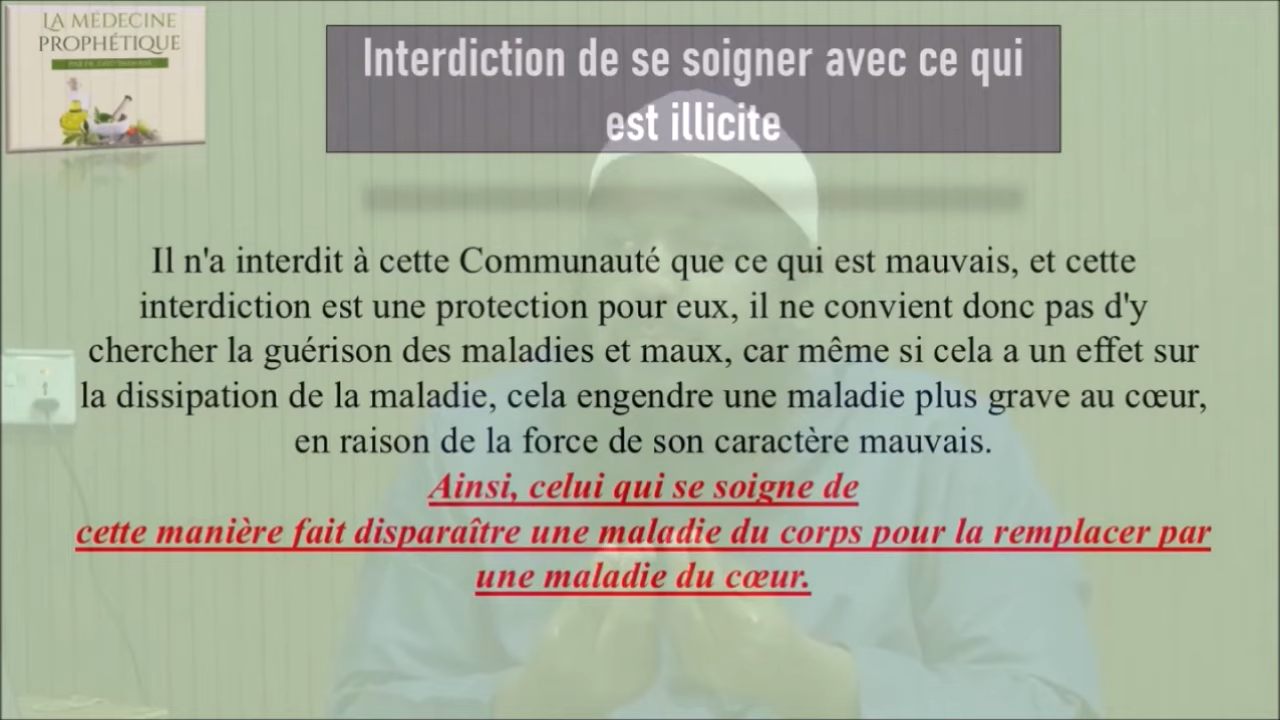 LA MÉDECINE
PROPHÉTIQUE
Interdiction de se soigner avec ce qui
est illicite
Il n'a interdit à cette Communauté que ce qui est mauvais, et cette
interdiction est une protection pour eux, il ne convient donc pas d'y
chercher la guérison des maladies et maux, car même si cela a un effet sur
la dissipation de la maladie, cela engendre une maladie plus grave au cœur,
en raison de la force de son caractère mauvais.
Ainsi, celui qui se soigne de
cette manière fait disparaître une maladie du corps pour la remplacer par
une maladie du cœur.